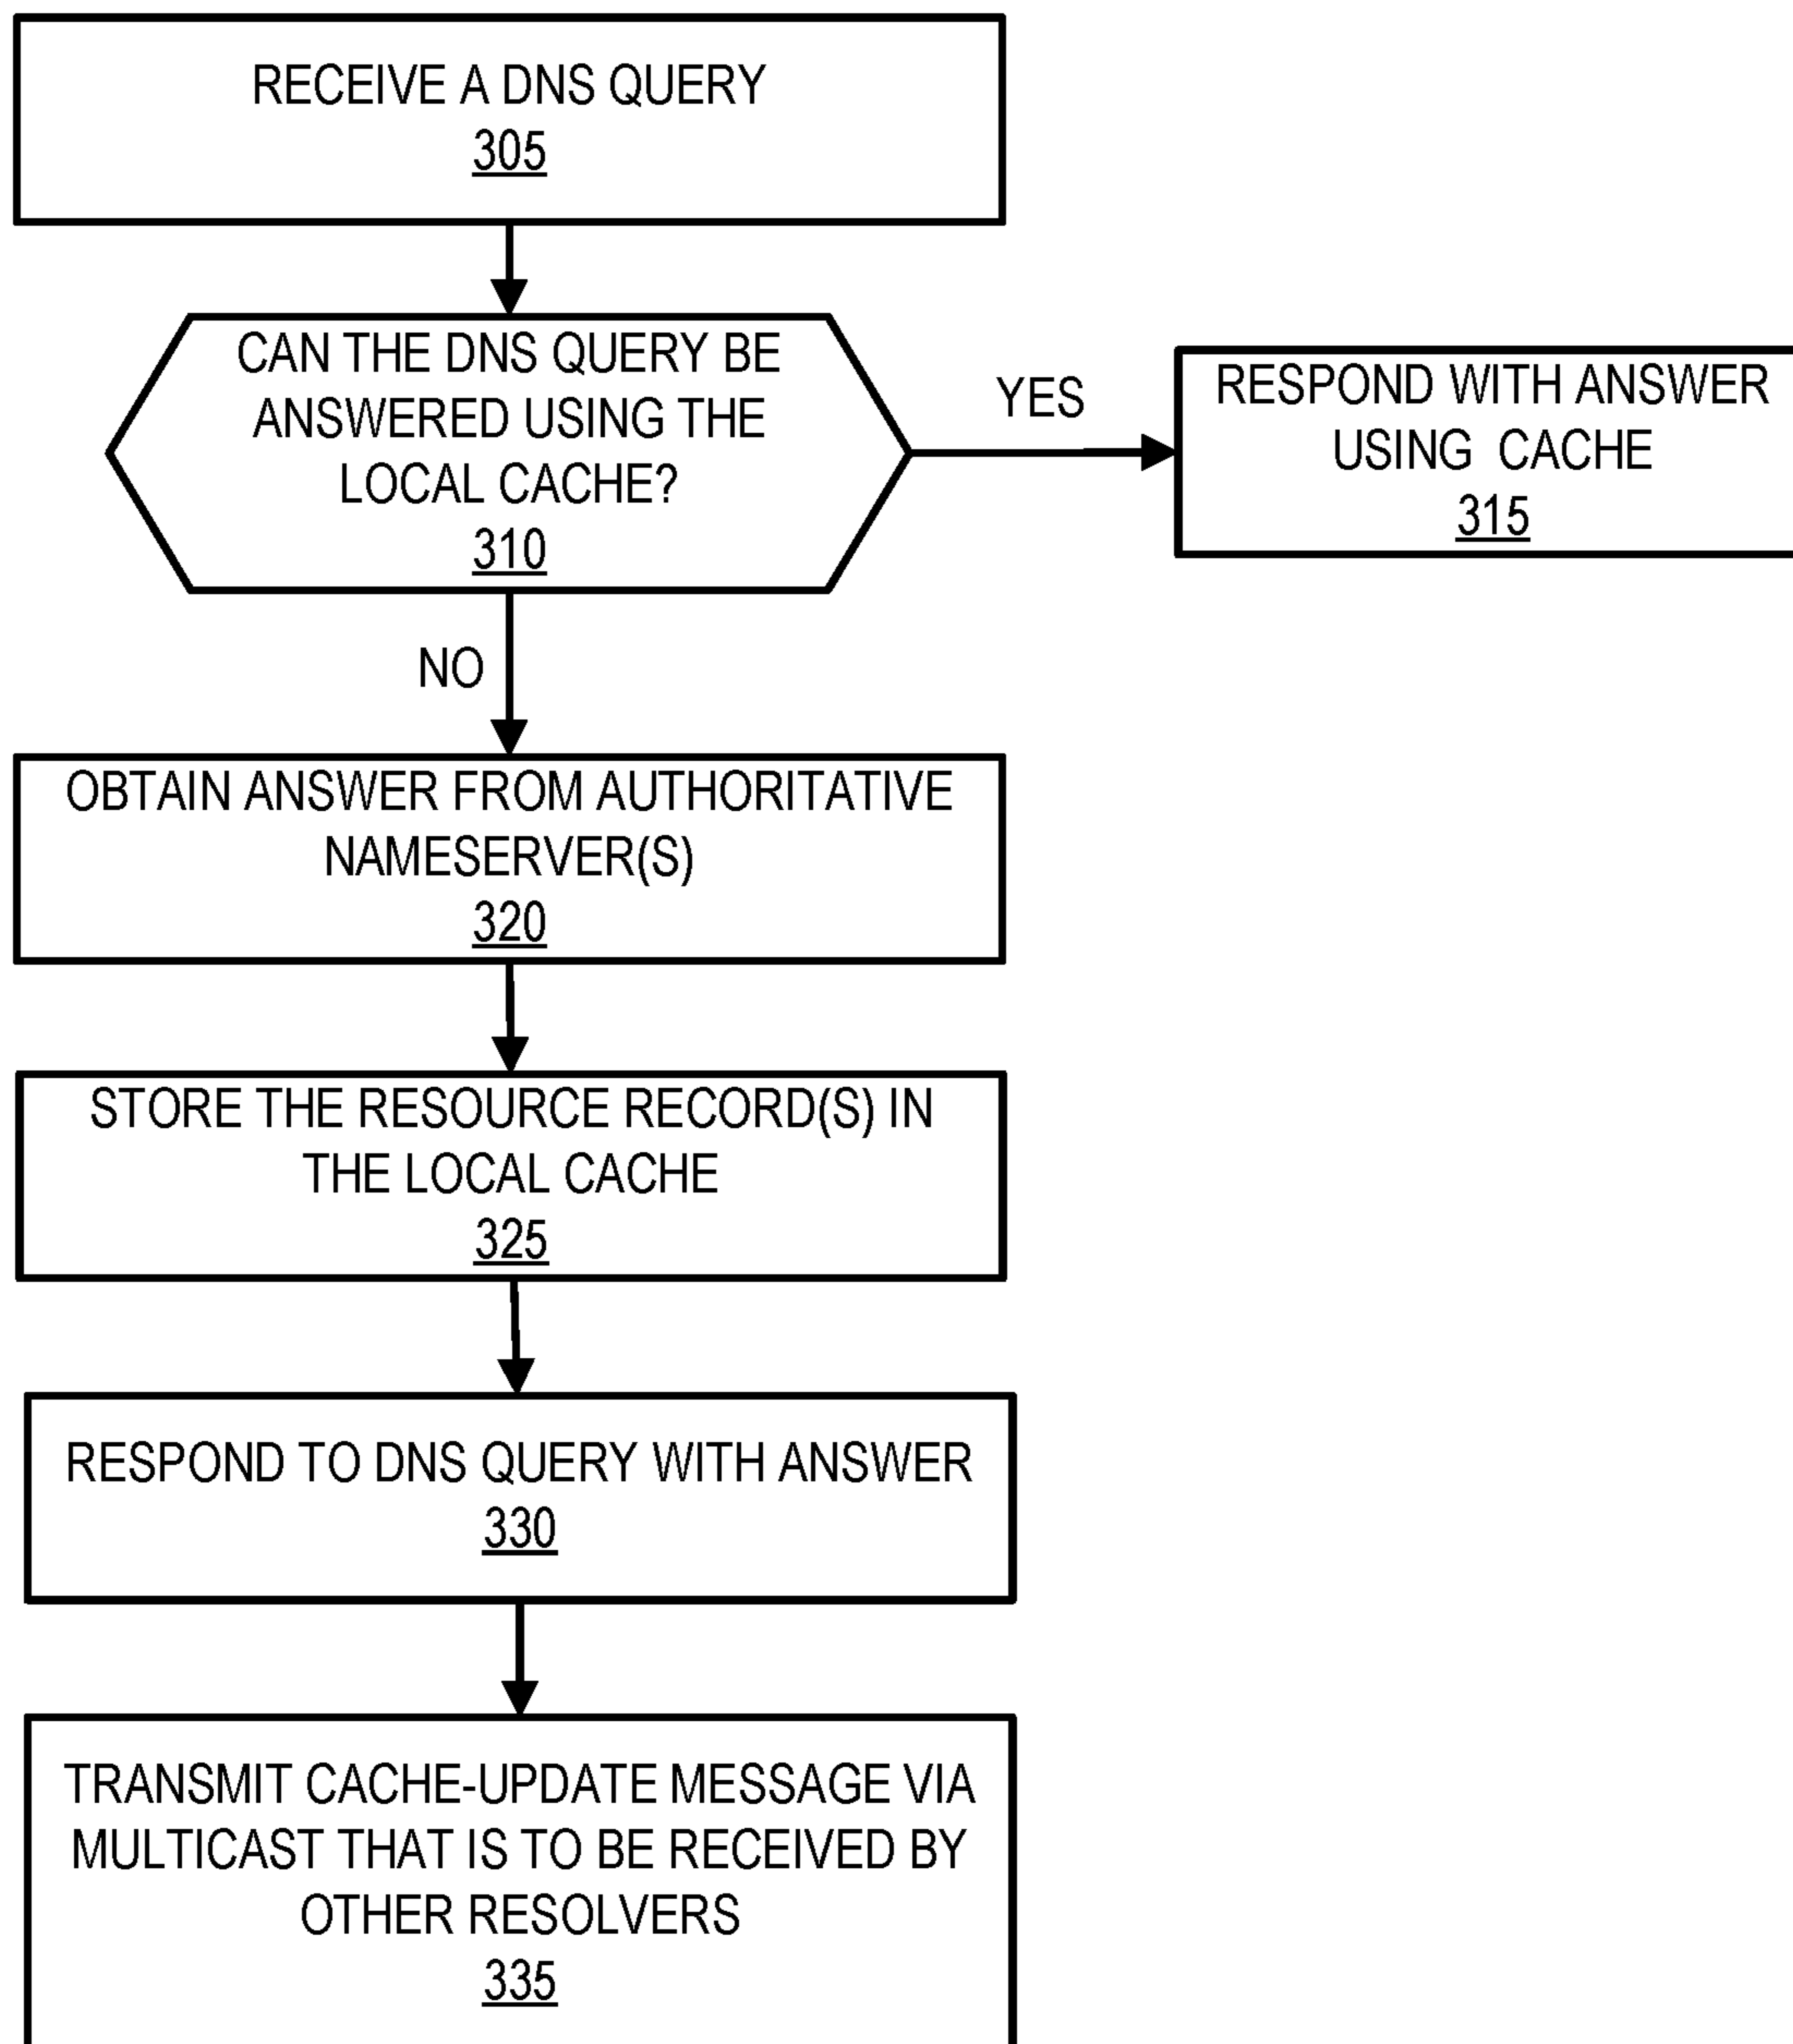 RECEIVE A DNS QUERY
305
CAN THE DNS QUERY BE
ANSWERED USING THE
LOCAL CACHE?
310
YES
RESPOND WITH ANSWER
USING CACHE
315
NO
OBTAIN ANSWER FROM AUTHORITATIVE
NAMESERVER(S)
320
STORE THE RESOURCE RECORD(S) IN
THE LOCAL CACHE
325
RESPOND TO DNS QUERY WITH ANSWER
330
TRANSMIT CACHE-UPDATE MESSAGE VIA
MULTICAST THAT IS TO BE RECEIVED BY
OTHER RESOLVERS
335